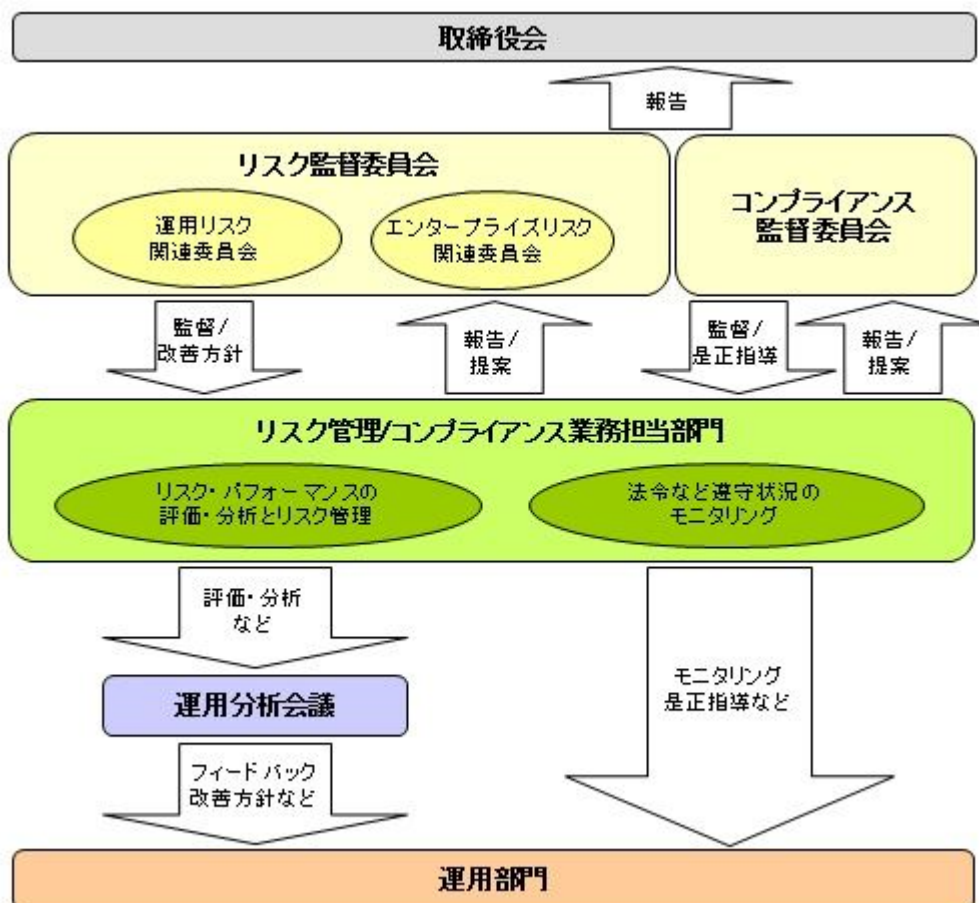 取締役会
報告
リスク監督委員会
運用リスク
関連委員会
エンタープライズリスク
関連委員会
コンプライアンス
監督委員会
監督/
改善方針
報告/
提案
監督/
是正指導
報告/
提案
リスク管理/コンプライアンス業務担当部門
リスク・パフォーマンスの
評価・分析とリスク管理
法令など遵守状況の
モニタリング
評価・分析
など
運用分析会議
モニタリング
是正指導など
フィードバック
改善方針など
運用部門